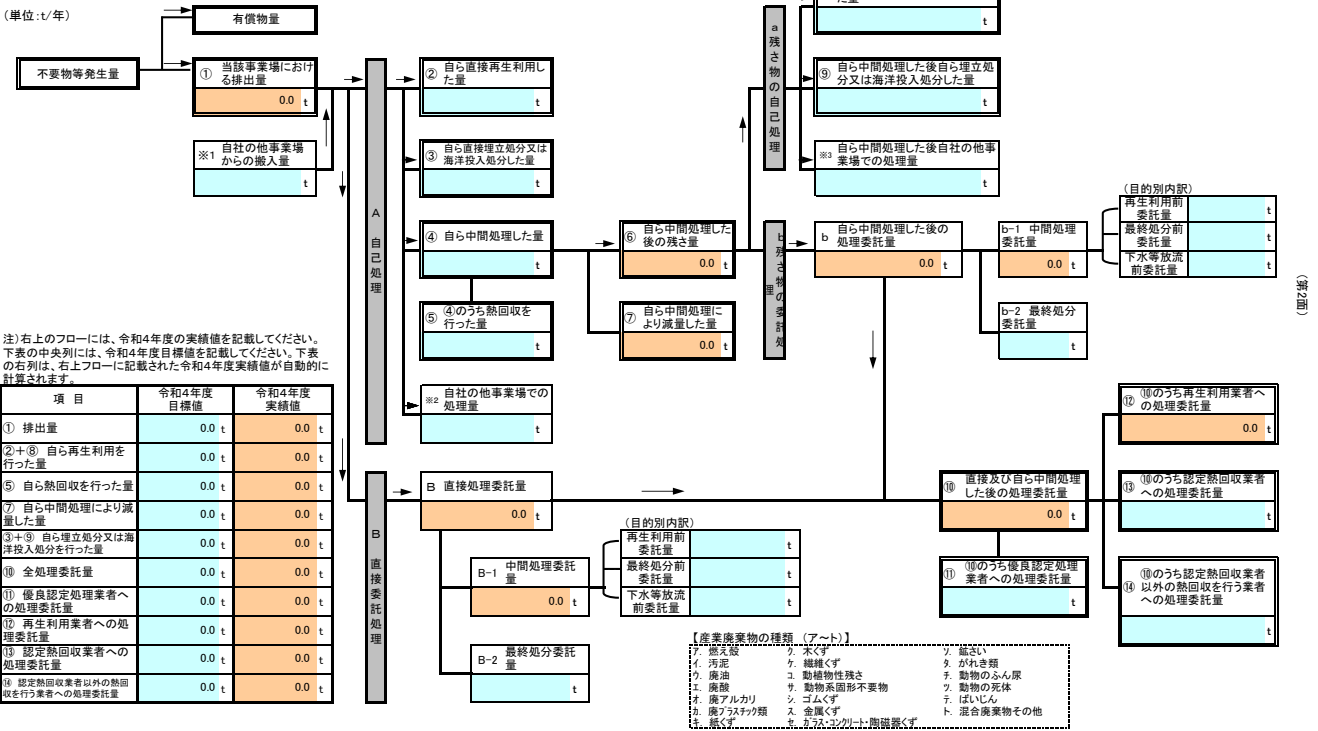 (単位:t/年)
有償物量
不要物等発生量
① 当該事業場におけ
る排出量
0.0 t
※1 自社の他事業場
からの搬入量
t
A 自己処理
② 自ら直接再生利用し
た量
t
③ 自ら直接埋立処分又は
海洋投入処分した量
t
④ 自ら中間処理した量
t
⑤ ④のうち熱回収を
行った量
t
※2 自社の他事業場での
処理量
t
⑥ 自ら中間処理した
後の残さ量
0.0 t
⑦ 自ら中間処理に
より減量した量
0.0 t
a 残さ物の自己処理
た量
t
⑨ 自ら中間処理した後自ら埋立処
分又は海洋投入処分した量
t
※3 自ら中間処理した後自社の他事
業場での処理量
t
b 残さ物の委託処理
b 自ら中間処理した後の
処理委託量
0.0 t
b-1 中間処理
委託量
0.0 t
b-2 最終処分
委託量
t
(目的別内訳)
再生利用前
委託量 t
最終処分前
委託量 t
下水等放流
前委託量 t
(第2面)
注)右上のフローには、令和4年度の実績値を記載してください。
下表の中央列には、令和4年度目標値を記載してください。下表
の右列は、右上フローに記載された令和4年度実績値が自動的に
計算されます。
項 目 令和4年度 目標値 令和4年度 実績値
① 排出量 0.0 t 0.0 t
②+⑧ 自ら再生利用を
行った量 0.0 t 0.0 t
⑤ 自ら熱回収を行った量 0.0 t 0.0 t
⑦ 自ら中間処理により減
量した量 0.0 t 0.0 t
③+⑨ 自ら埋立処分又は海
洋投入処分を行った量 0.0 t 0.0 t
⑩ 全処理委託量 0.0 t 0.0 t
⑪ 優良認定処理業者へ
の処理委託量 0.0 t 0.0 t
⑫ 再生利用業者への処
理委託量 0.0 t 0.0 t
⑬ 認定熱回収業者への
処理委託量 0.0 t 0.0 t
⑭ 認定熱回収業者以外の熱回
収を行う業者への処理委託量 0.0 t 0.0 t
B 直接委託処理
B 直接処理委託量
0.0 t
B-1 中間処理委託
量
0.0 t
B-2 最終処分委託
量
t
(目的別内訳)
再生利用前
委託量 t
最終処分前
委託量 t
下水等放流
前委託量 t
⑩ 直接及び自ら中間処理
した後の処理委託量
0.0 t
⑪ ⑩のうち優良認定処理
業者への処理委託量
t
⑫ ⑩のうち再生利用業者へ
の処理委託量
0.0 t
⑬ ⑩のうち認定熱回収業者
への処理委託量
t
⑭ ⑩のうち認定熱回収業者
以外の熱回収を行う業者
への処理委託量
t
【産業廃棄物の種類 (ア~ト)】
ア. 燃え殻 ク. 木くず ソ. 鉱さい
イ. 汚泥 ケ. 繊維くず タ. がれき類
ウ. 廃油 コ. 動植物性残さ チ. 動物のふん尿
エ. 廃酸 サ. 動物系固形不要物 ツ. 動物の死体
オ. 廃アルカリ シ. ゴムくず テ. ばいじん
カ. 廃プラスチック類 ス. 金属くず ト. 混合廃棄物その他
キ. 紙くず セ. ガラス・コンクリート・陶磁器くず